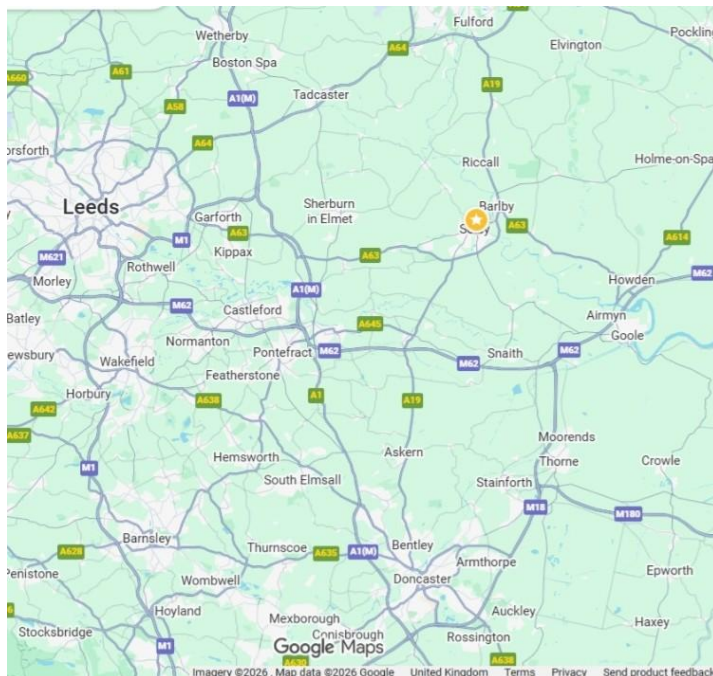 Fulford
Wetherby
A64
Elvington
Pockling
Boston Spa
A660
A61
A19
Tadcaster
A1(M)
A58
A64
orsforth
Riccall
Holme-on-Spa
Leeds
Sherburn
in Elmet
Barlby
Garforth
A63
A63
A614
M1
Kippax
A63
M621
Rothwell
Howden
M62
Morley
A1(M)
M62
Castleford
Airmyn
Batley
A645
Goole
Normanton
ewsbury
Wakefield
Pontefract
M62
Snaith
M62
M62
Featherstone
Horbury
A638
A1
A19
A642
A637
Moorends
Hemsworth
Askern
Thorne
Crowle
M1
South Elmsall
Stainforth
M18
M180
Barnsley
A628
Thurnscoe
A635
A1(M)
Bentley
Armthorpe
Penistone
Wombwell
Doncaster
Epworth
Hoyland
Mexborough
Auckley
Haxey
Stocksbridge
Conisbrough
Rossington
Google Maps
M1
A630
A638
Imagery ©2026 , Map data ©2026 Google United Kingdom Terms Privacy Send product feedback